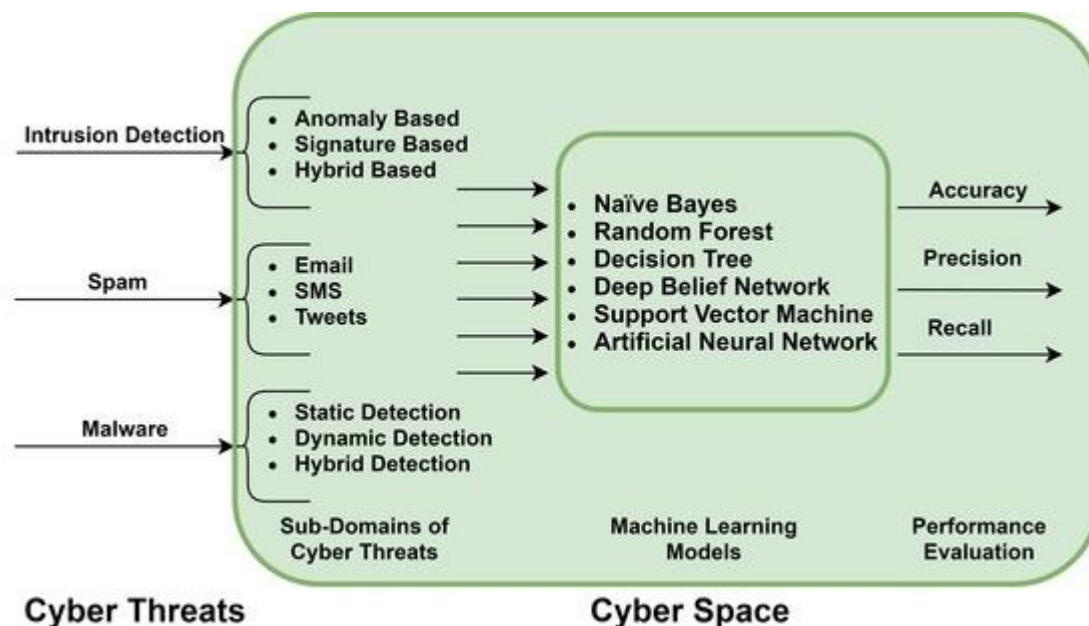 Intrusion Detection
• Anomaly Based
• Signature Based
• Hybrid Based
Spam
• Email
• SMS
• Tweets
Malware
• Static Detection
• Dynamic Detection
• Hybrid Detection
• Naïve Bayes
• Random Forest
• Decision Tree
• Deep Belief Network
• Support Vector Machine
• Artificial Neural Network
Accuracy
Precision
Recall
Sub-Domains of
Cyber Threats
Machine Learning
Models
Performance
Evaluation
Cyber Threats
Cyber Space